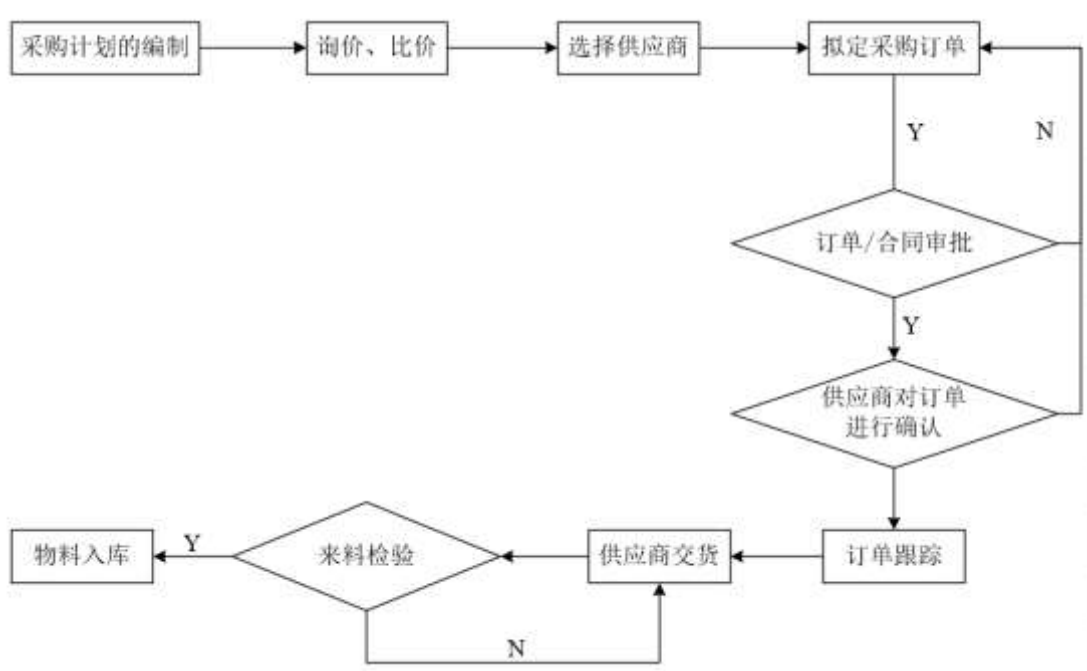 采购计划的编制
询价、比价
选择供应商
拟定采购订单
Y
N
订单/合同审批
Y
供应商对订单
进行确认
物料入库
Y
来料检验
供应商交货
订单跟踪
N